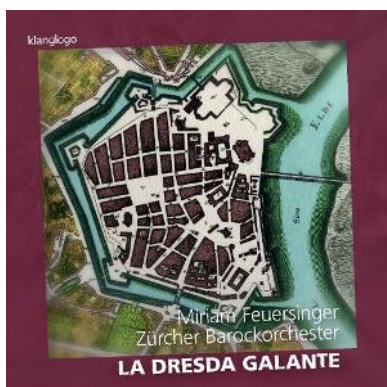 klanglogo
ELBE
Miriam Feuersinger
Zürcher Barockorchester
LA DRESDA GALANTE